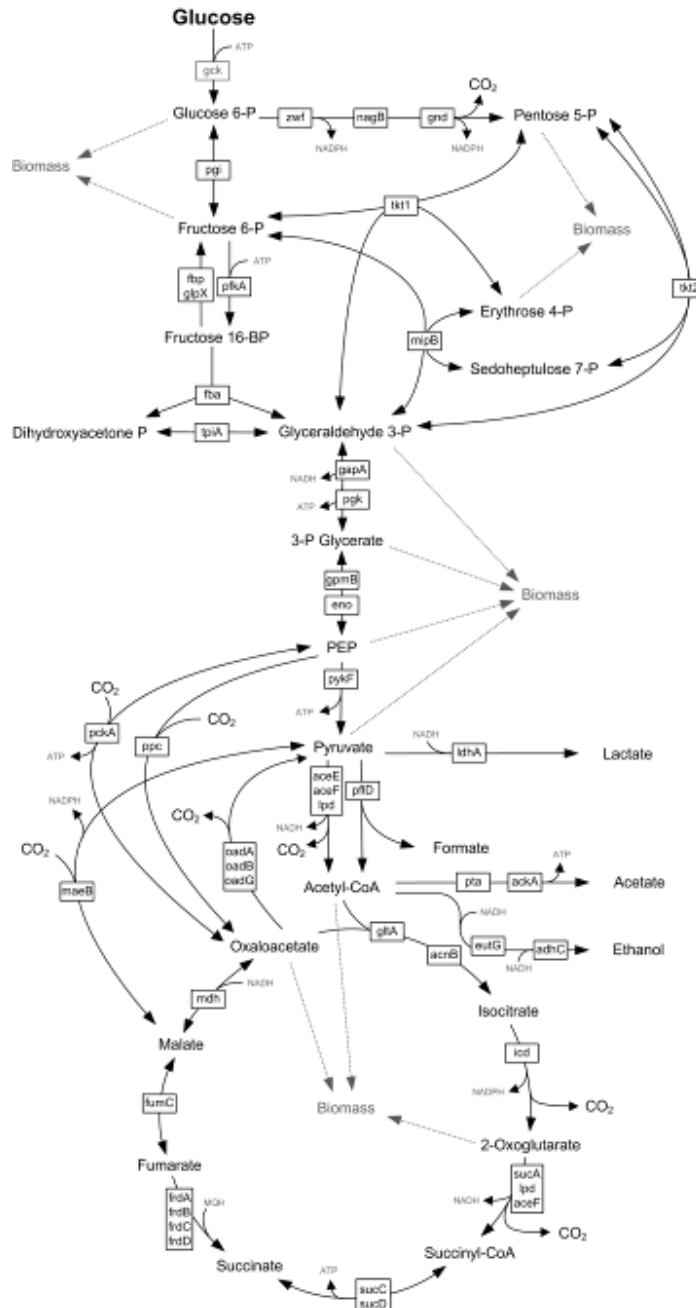 Glucose
ATP
gck
CO2
Glucose 6-P
zwf
nagB
gnd
Pentose 5-P
NADPH
NADPH
Biomass
pgi
tkt1
Fructose 6-P
Biomass
ATP
fbp
glpX
pfkA
tkt2
Erythrose 4-P
Fructose 16-BP
mipB
Sedoheptulose 7-P
fba
Dihydroxyacetone P
tpiA
Glyceraldehyde 3-P
gapA
NADH
pgk
ATP
3-P Glycerate
gpmB
Biomass
eno
PEP
pykF
CO2
ATP
pckA
ppc
CO2
ATP
Pyruvate
NADH
ldhA
Lactate
aceE
aceF
lpd
pflD
NADPH
CO2
NADH
CO2
Formate
oadA
oadB
oadG
CO2
maeB
Acetyl-CoA
pta
ackA
ATP
Acetate
NADH
gltA
Oxaloacetate
acnB
eutG
adhC
Ethanol
NADH
mdh
NADH
Isocitrate
Malate
icd
fumC
NADPH
CO2
Biomass
2-Oxoglutarate
Fumarate
sucA
lpd
aceF
NADH
frdA
frdB
frdC
frdD
MQH
CO2
Succinyl-CoA
Succinate
ATP
sucC
sucD